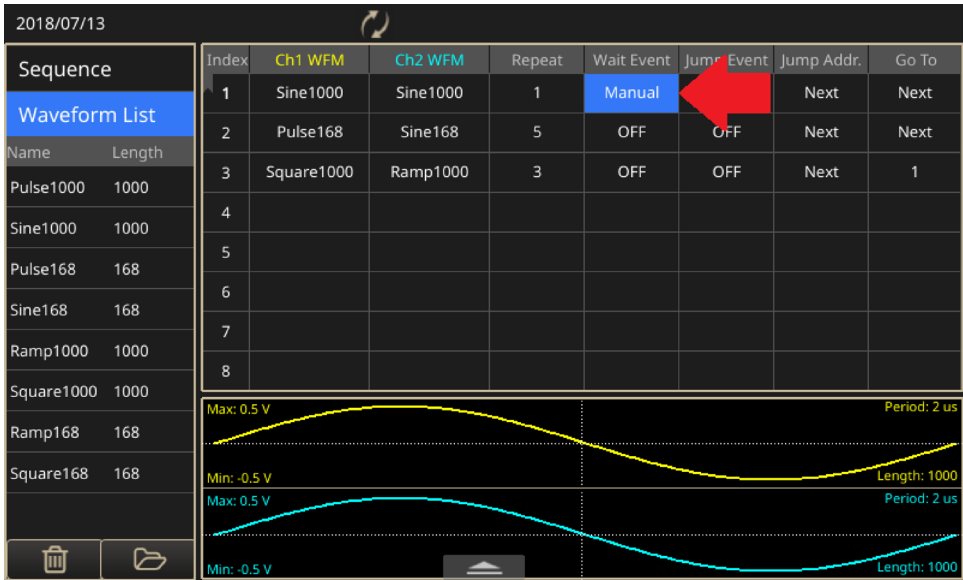 2018/07/13
Sequence
Waveform List
Name Length
Pulse1000 1000
Sine1000 1000
Pulse168 168
Sine168 168
Ramp1000 1000
Square1000 1000
Ramp168 168
Square168 168
Index Ch1 WFM Ch2 WFM Repeat Wait Event Jump Event Jump Addr. Go To
1 Sine1000 Sine1000 1 Manual Next Next
2 Pulse168 Sine168 5 OFF OFF Next Next
3 Square1000 Ramp1000 3 OFF OFF Next 1
4
5
6
7
8
Max: 0.5 V Period: 2 us
Min: -0.5 V Length: 1000
Max: 0.5 V Period: 2 us
Min: -0.5 V Length: 1000